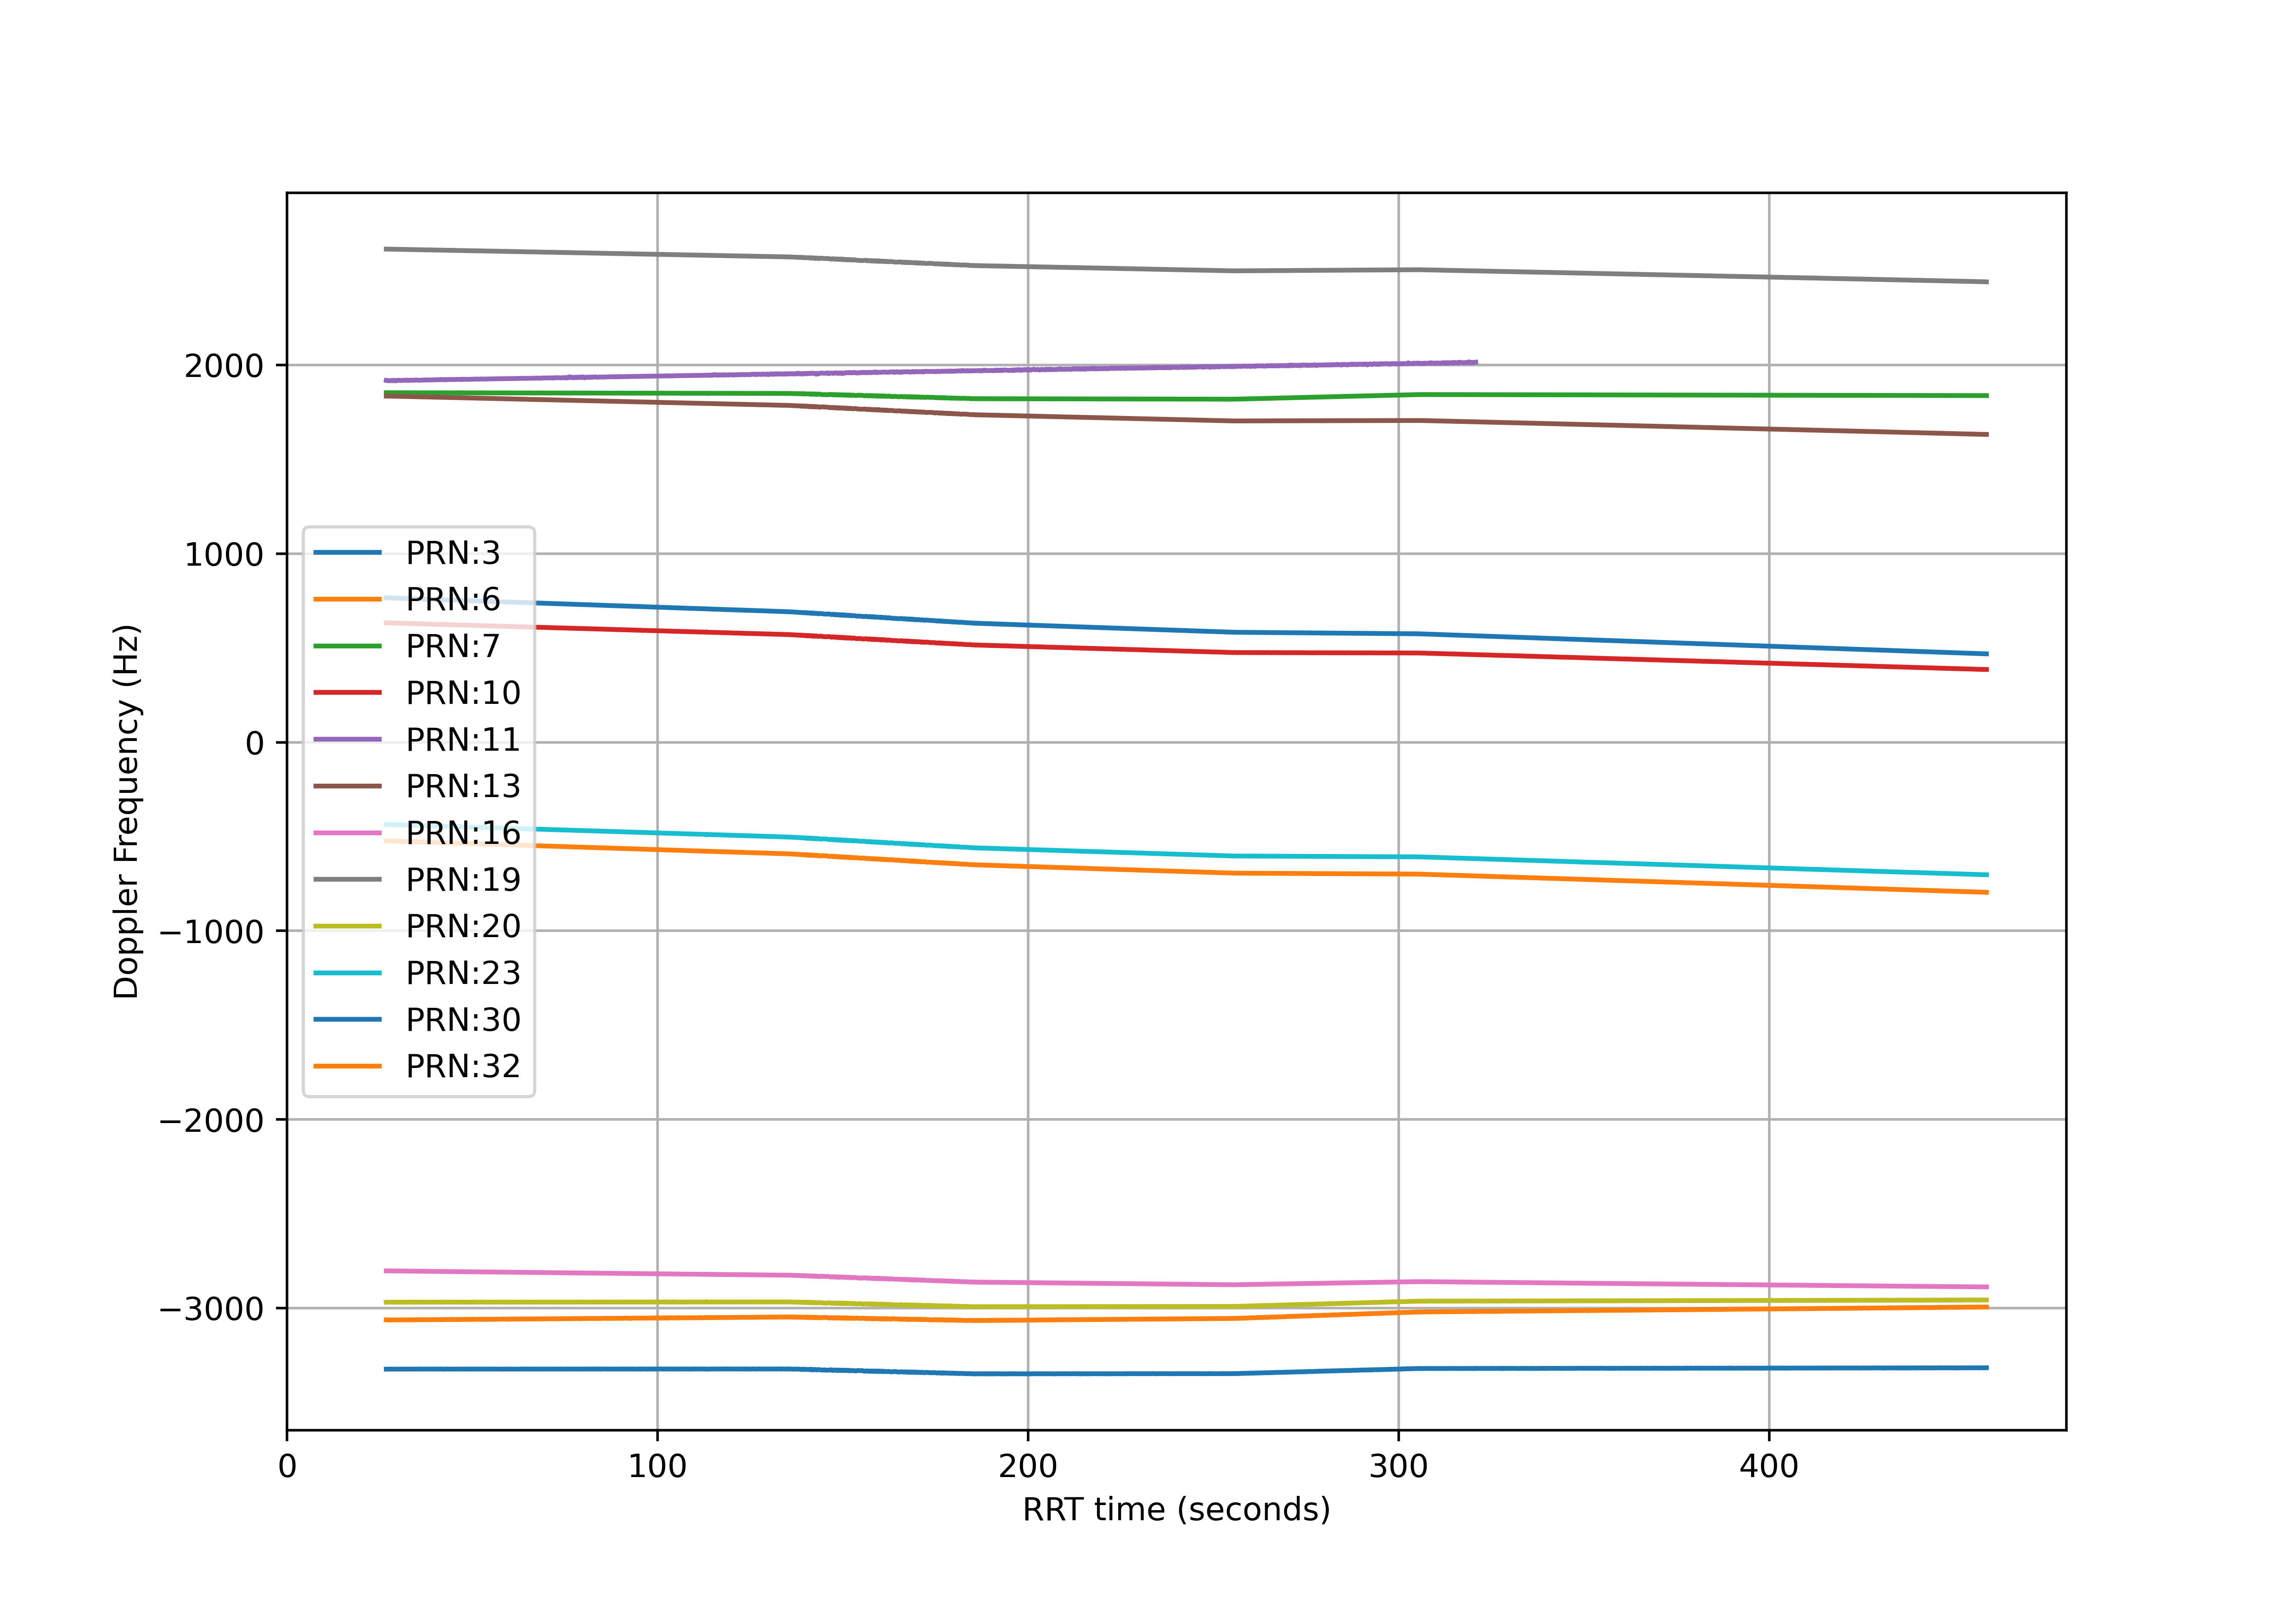 2000
1000
0
−1000
−2000
−3000
Doppler Frequency (Hz)
PRN:3
PRN:6
PRN:7
PRN:10
PRN:11
PRN:13
PRN:16
PRN:19
PRN:20
PRN:23
PRN:30
PRN:32
0 100 200 300 400
RRT time (seconds)